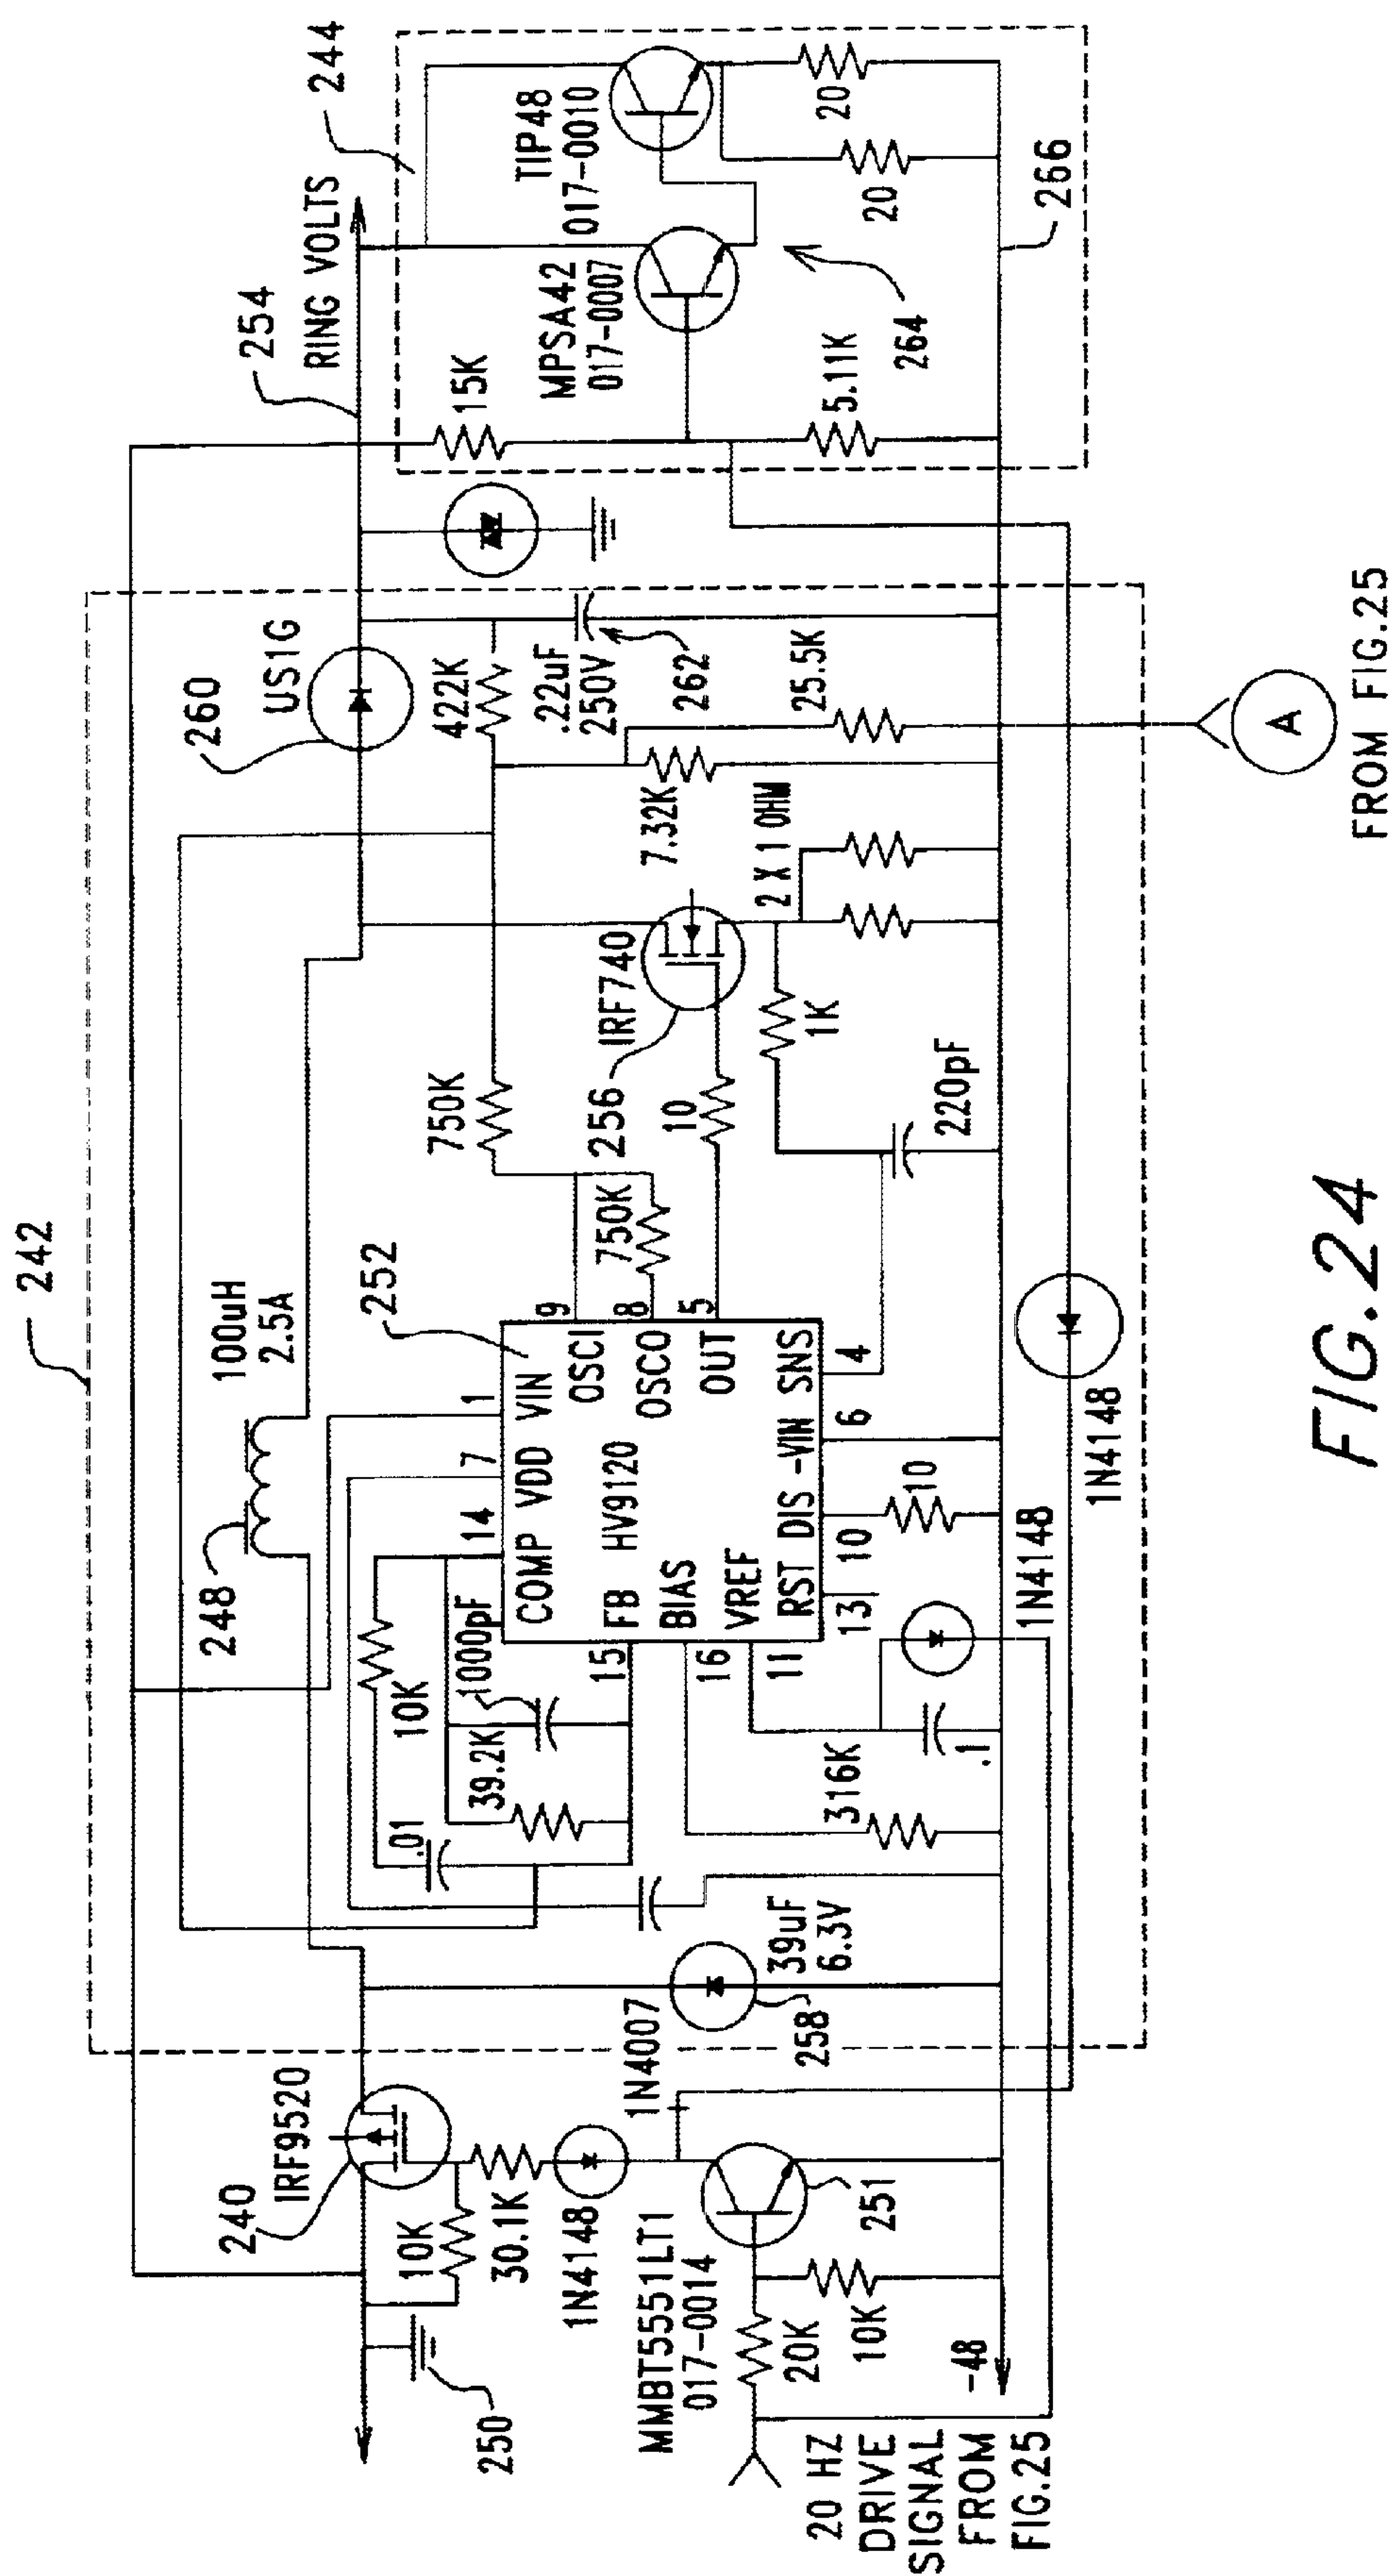 242
240
IRF9520
248
100uH
2.5A
260
US1G
254
RING VOLTS
244
250
10K
30.1K
1N4148
MMBT5551LT1
017-0014
20K
10K
251
20 HZ
DRIVE
SIGNAL
FROM
FIG.25
-48
1N4007
258
39uF
6.3V
.01
10K
39.2K
1000pF
316K
.1
1N4148
252
14
7
1
COMP
VDD
VIN
15
FB
HV9120
OSCI
9
16
BIAS
OSCO
8
11
VREF
OUT
5
RST
DIS
-VIN
SNS
13
10
6
4
10
1N4148
750K
750K
10
256
IRF740
1K
220pF
2 X 1 OHM
7.32K
25.5K
422K
.22uF
250V
262
A
FROM FIG.25
15K
5.11K
MPSA42
017-0007
TIP48
017-0010
264
20
20
266
FIG.24